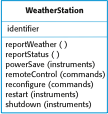 WeatherStation
identifier
reportWeather ( )
reportStatus ( )
powerSave (instruments)
remoteControl (commands)
reconfigure (commands)
restart (instruments)
shutdown (instruments)